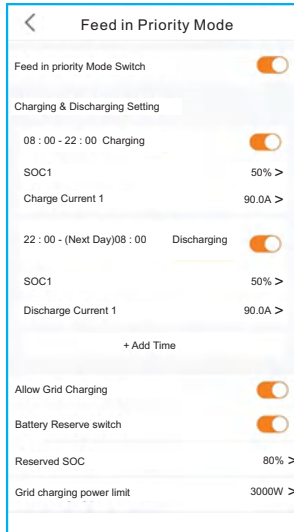 Feed in Priority Mode
Feed in priority Mode Switch
Charging & Discharging Setting
08 : 00 - 22 : 00 Charging
SOC1 50% >
Charge Current 1 90.0A >
22 : 00 - (Next Day)08 : 00 Discharging
SOC1 50% >
Discharge Current 1 90.0A >
+ Add Time
Allow Grid Charging
Battery Reserve switch
Reserved SOC 80% >
Grid charging power limit 3000W >